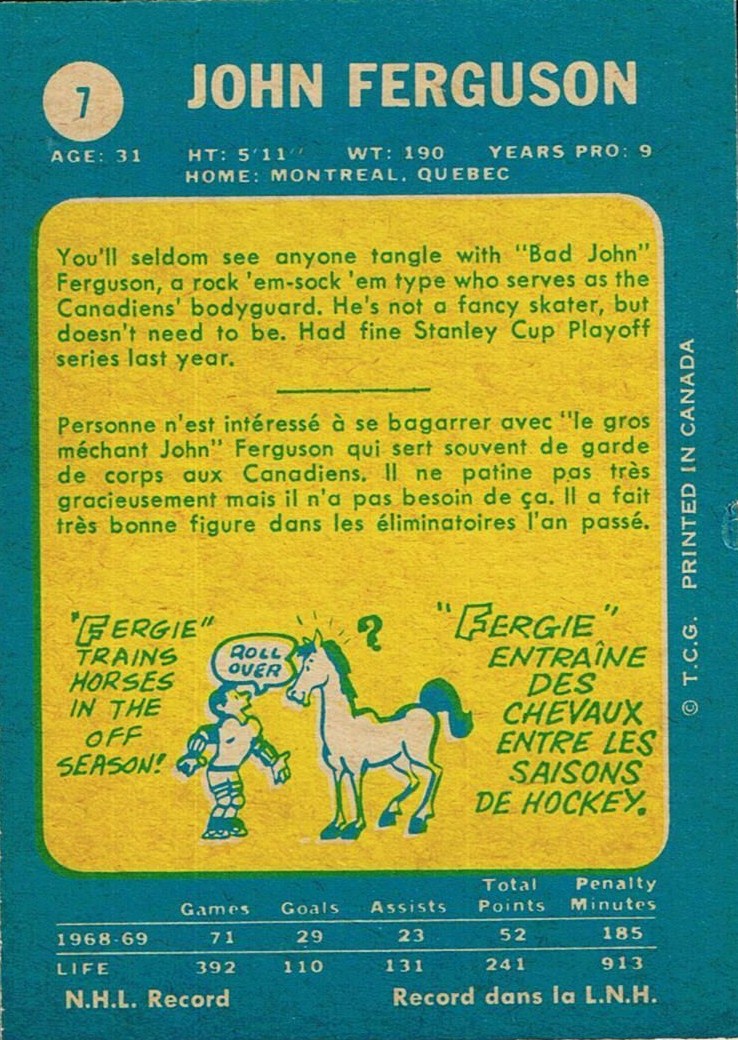 7
JOHN FERGUSON
AGE: 31 HT: 5'11" WT: 190 YEARS PRO: 9
HOME: MONTREAL, QUEBEC
You'll seldom see anyone tangle with "Bad John"
Ferguson, a rock 'em-sock 'em type who serves as the
Canadiens' bodyguard. He's not a fancy skater, but
doesn't need to be. Had fine Stanley Cup Playoff
series last year.
Personne n'est intéressé à se bagarrer avec "le gros
méchant John" Ferguson qui sert souvent de garde
de corps aux Canadiens. Il ne patine pas très
gracieusement mais il n'a pas besoin de ça. Il a fait
très bonne figure dans les éliminatoires l'an passé.
"FERGIE"
TRAINS
HORSES
IN THE
OFF
SEASON!
ROLL
OVER
?
"FERGIE"
ENTRAÎNE
DES
CHEVAUX
ENTRE LES
SAISONS
DE HOCKEY.
© T.C.G. PRINTED IN CANADA
Games Goals Assists Total Points Penalty Minutes
1968-69 71 29 23 52 185
LIFE 392 110 131 241 913
N.H.L. Record Record dans la L.N.H.